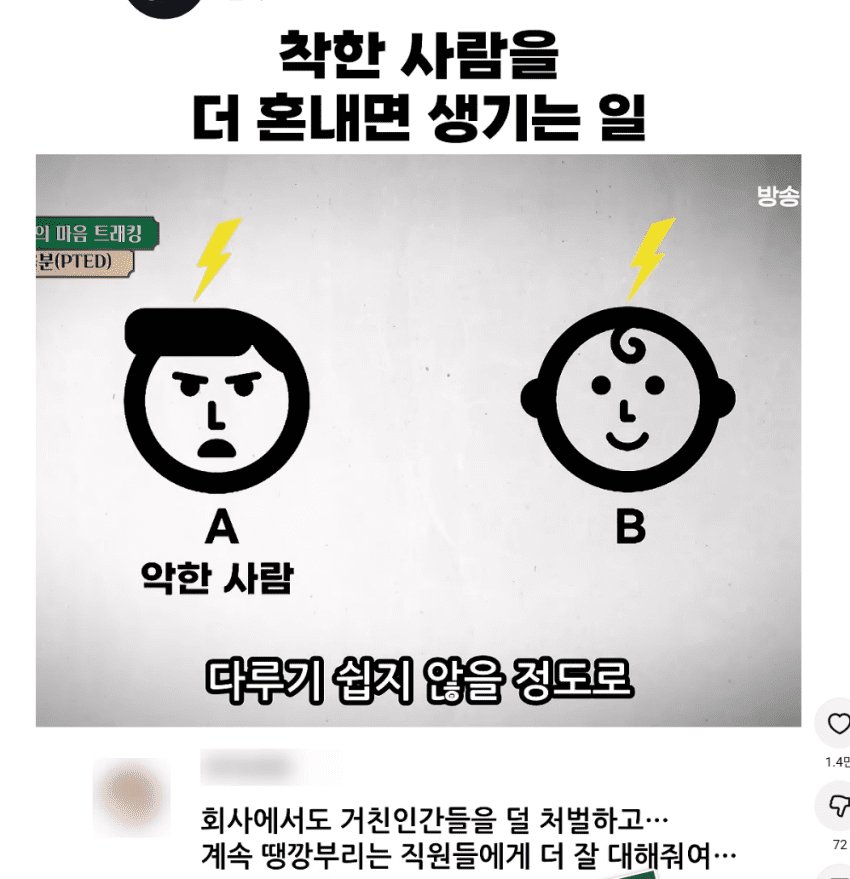 착한 사람을
더 혼내면 생기는 일
방송
의 마음 트래킹
분(PTED)
A
B
악한 사람
다루기 쉽지 않을 정도로
1.4만
72
회사에서도 거친인간들을 덜 처벌하고…
계속 땡깡부리는 직원들에게 더 잘 대해줘여…